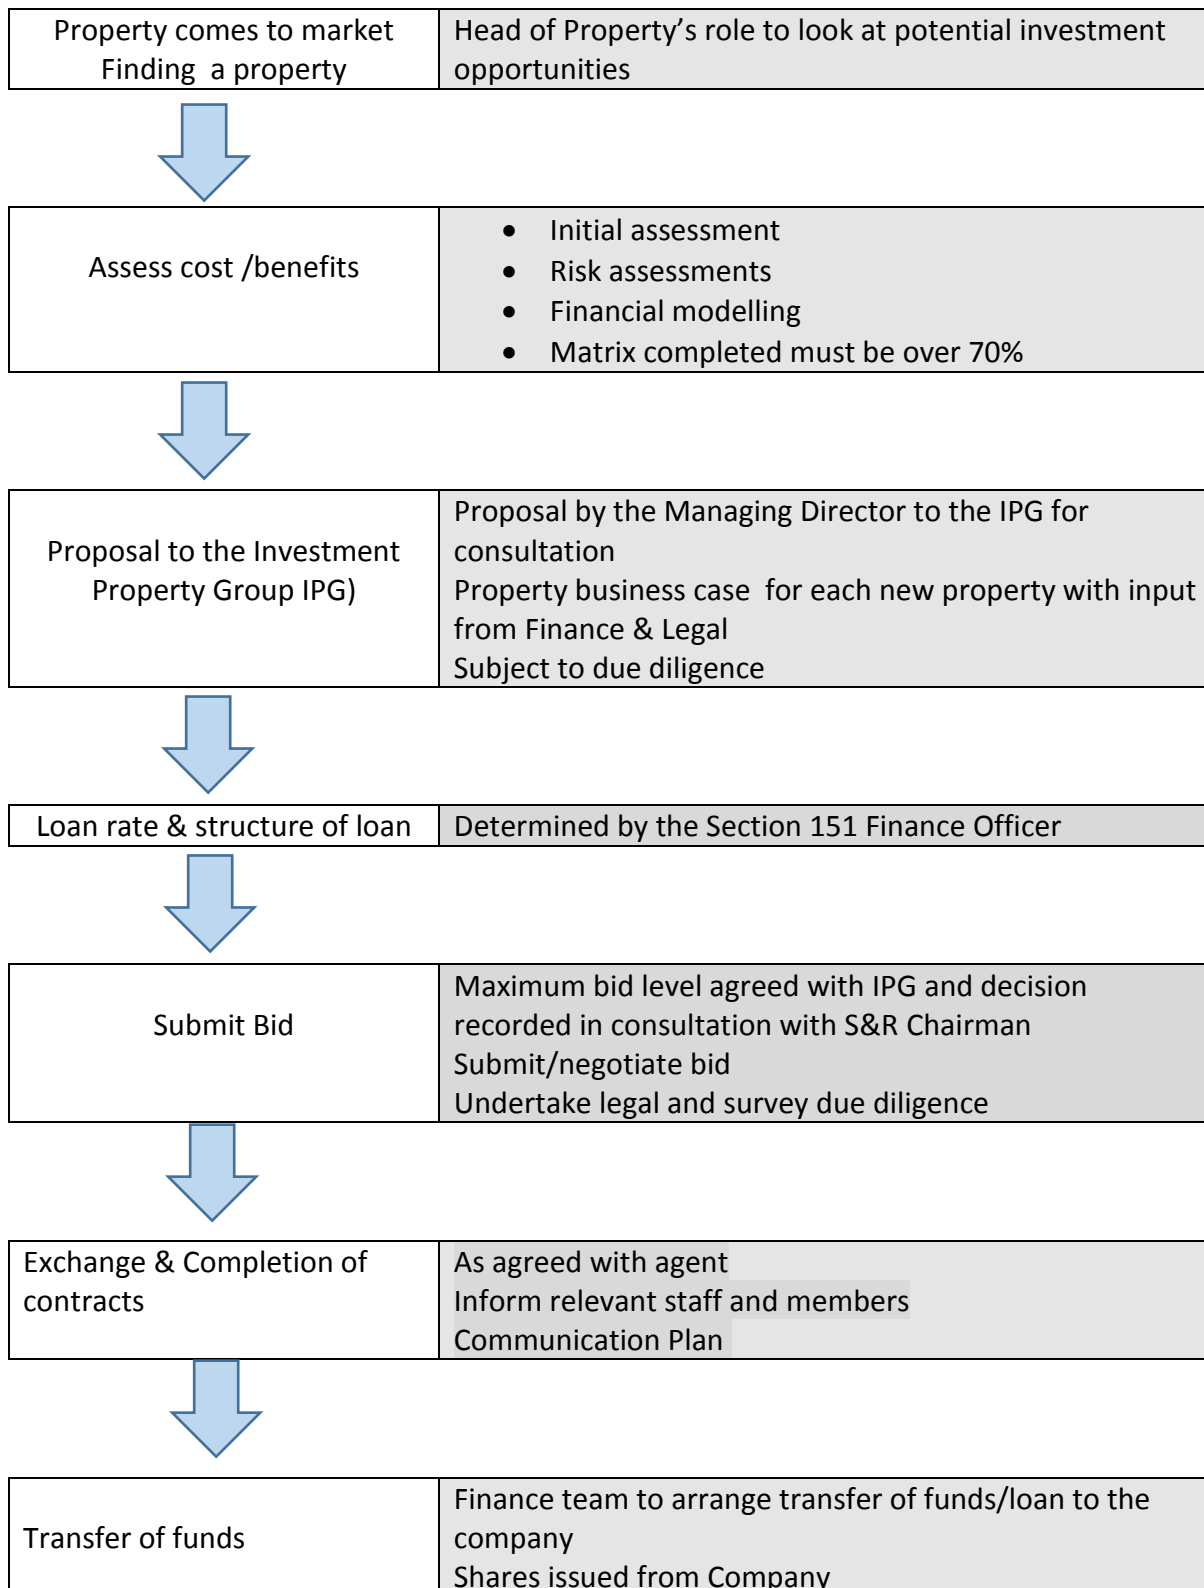 Property comes to market
Finding  a property
Head of Property’s role to look at potential investment
opportunities
Assess cost /benefits
• Initial assessment
• Risk assessments
• Financial modelling
• Matrix completed must be over 70%
Proposal to the Investment
Property Group IPG)
Proposal by the Managing Director to the IPG for
consultation
Property business case  for each new property with input
from Finance & Legal
Subject to due diligence
Loan rate & structure of loan
Determined by the Section 151 Finance Officer
Submit Bid
Maximum bid level agreed with IPG and decision
recorded in consultation with S&R Chairman
Submit/negotiate bid
Undertake legal and survey due diligence
Exchange & Completion of
contracts
As agreed with agent
Inform relevant staff and members
Communication Plan
Transfer of funds
Finance team to arrange transfer of funds/loan to the
company
Shares issued from Company